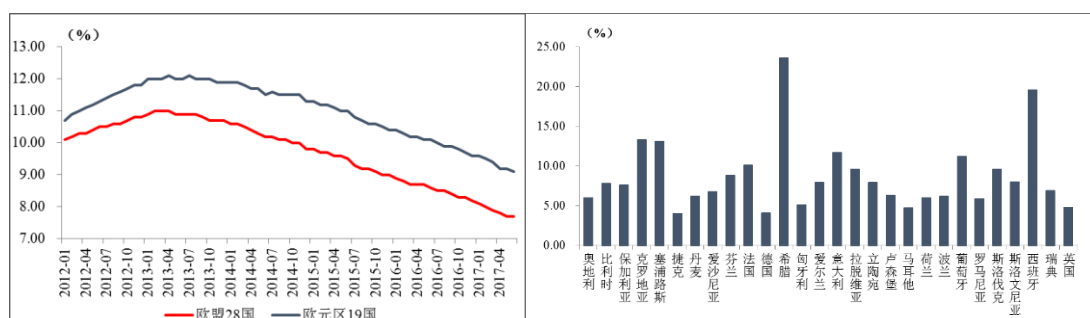 （%）
13.00
12.00
11.00
10.00
9.00
8.00
7.00
2012-01
2012-04
2012-07
2012-10
2013-01
2013-04
2013-07
2013-10
2014-01
2014-04
2014-07
2014-10
2015-01
2015-04
2015-07
2015-10
2016-01
2016-04
2016-07
2016-10
2017-01
2017-04
欧盟28国
欧元区19国
（%）
25.00
20.00
15.00
10.00
5.00
0.00
奥地利
比利时
保加利亚
克罗地亚
塞浦路斯
捷克
丹麦
爱沙尼亚
芬兰
法国
德国
希腊
匈牙利
爱尔兰
意大利
拉脱维亚
立陶宛
卢森堡
马耳他
荷兰
波兰
葡萄牙
罗马尼亚
斯洛伐克
斯洛文尼亚
西班牙
瑞典
英国